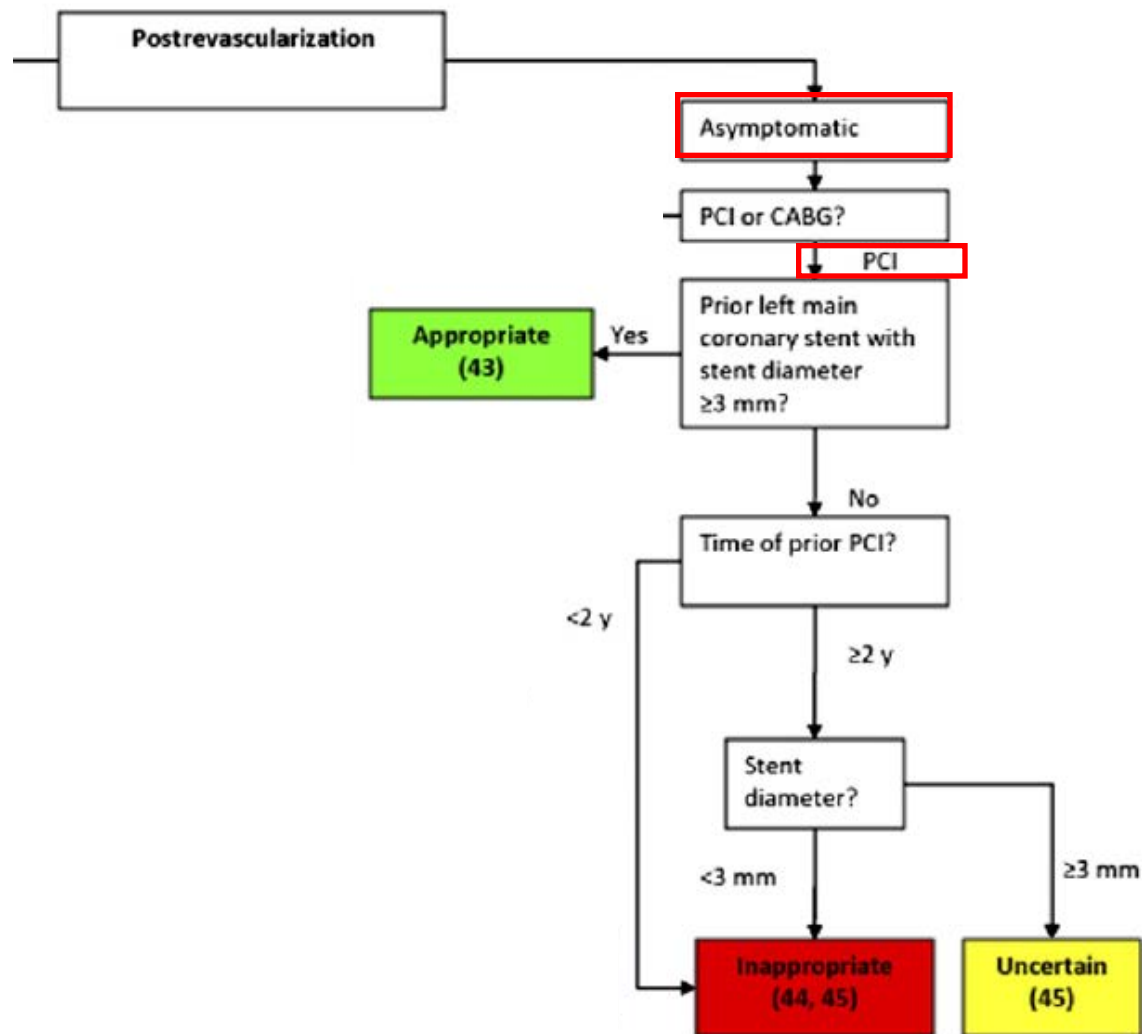 Postrevascularization
Asymptomatic
PCI or CABG?
PCI
Prior left main
coronary stent with
stent diameter
≥3 mm?
Yes
Appropriate
(43)
No
Time of prior PCI?
<2 y
≥2 y
Stent
diameter?
<3 mm
≥3 mm
Inappropriate
(44, 45)
Uncertain
(45)